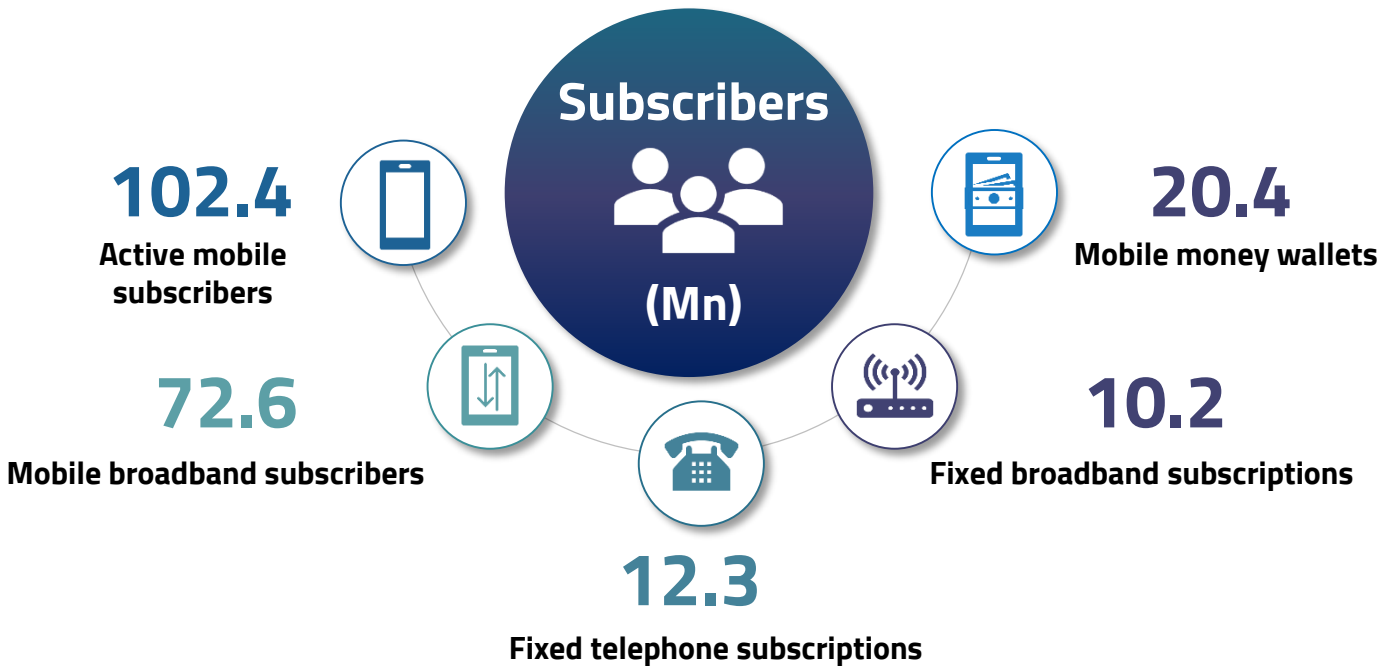 Subscribers
(Mn)
102.4
Active mobile
subscribers
72.6
Mobile broadband subscribers
12.3
Fixed telephone subscriptions
10.2
Fixed broadband subscriptions
20.4
Mobile money wallets